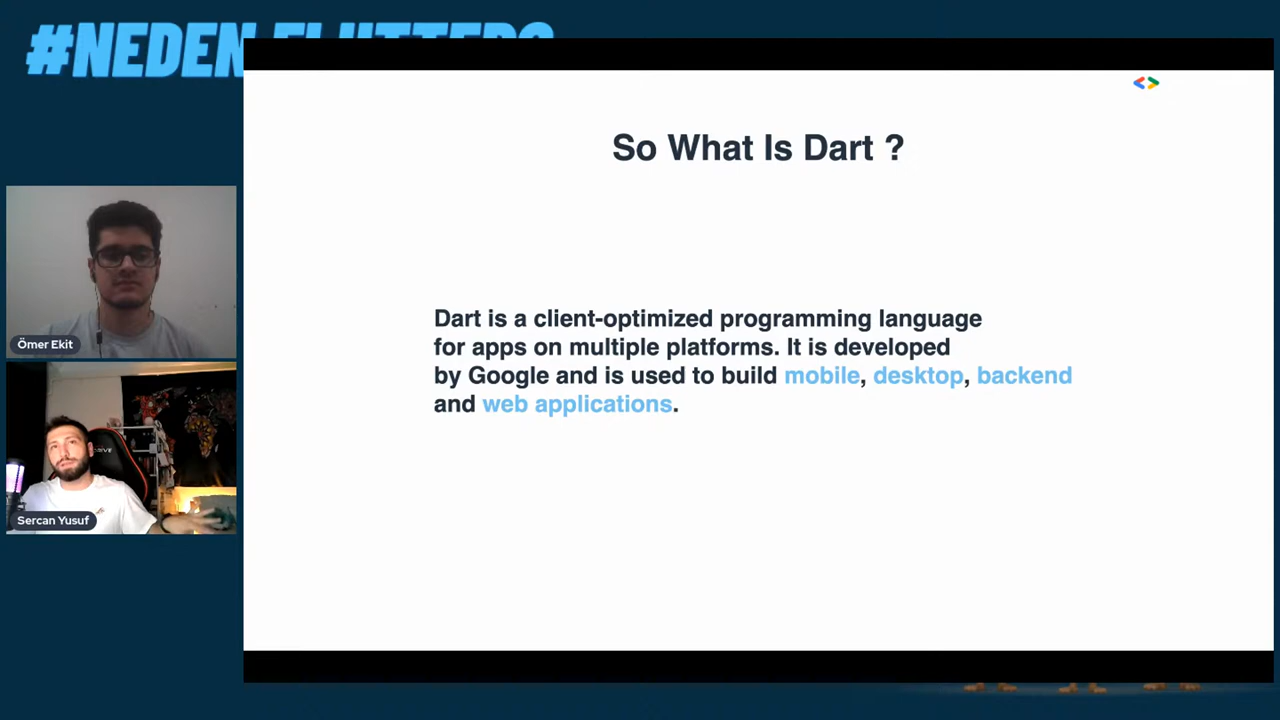 #NEDEN FLUTTER?
So What Is Dart ?
Dart is a client-optimized programming language
for apps on multiple platforms. It is developed
by Google and is used to build mobile, desktop, backend
and web applications.
Ömer Ekit
Sercan Yusuf